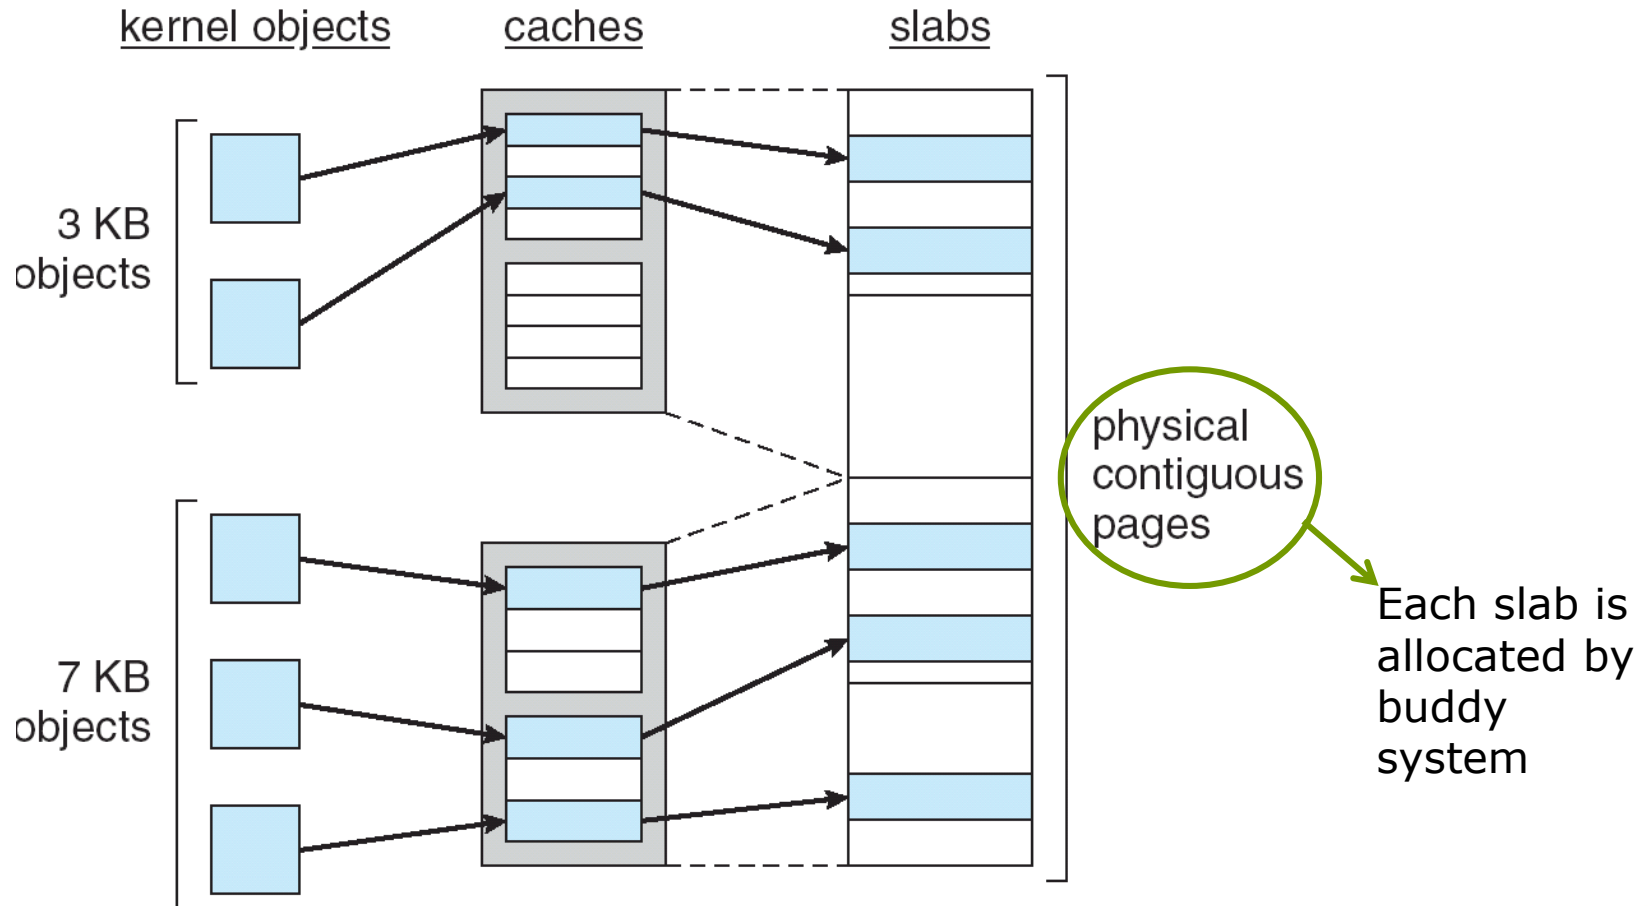 kernel objects
caches
slabs
3 KB
objects
physical
contiguous
pages
Each slab is
allocated by
buddy
system
7 KB
objects